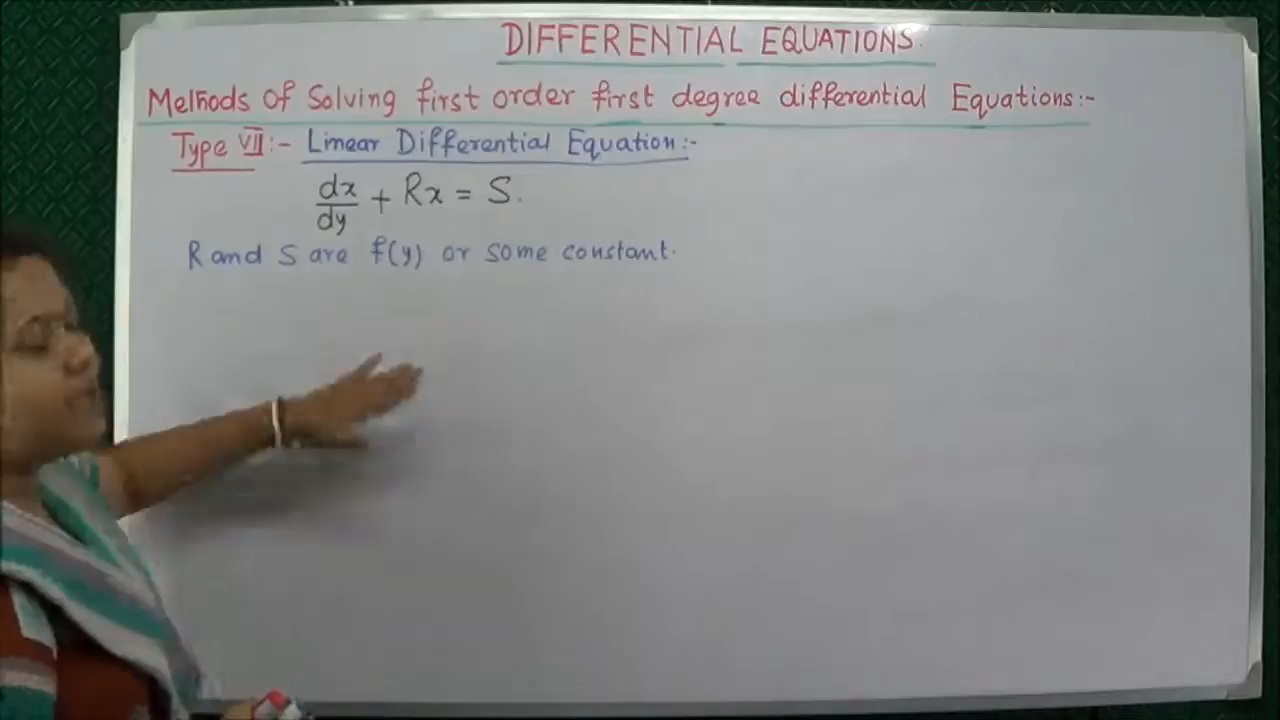 DIFFERENTIAL EQUATIONS.
Methods Of Solving first order first degree differential Equations:-
Type VII:- Linear Differential Equation:-
dx/dy + Rx = S.
R and S are f(y) or some constant.